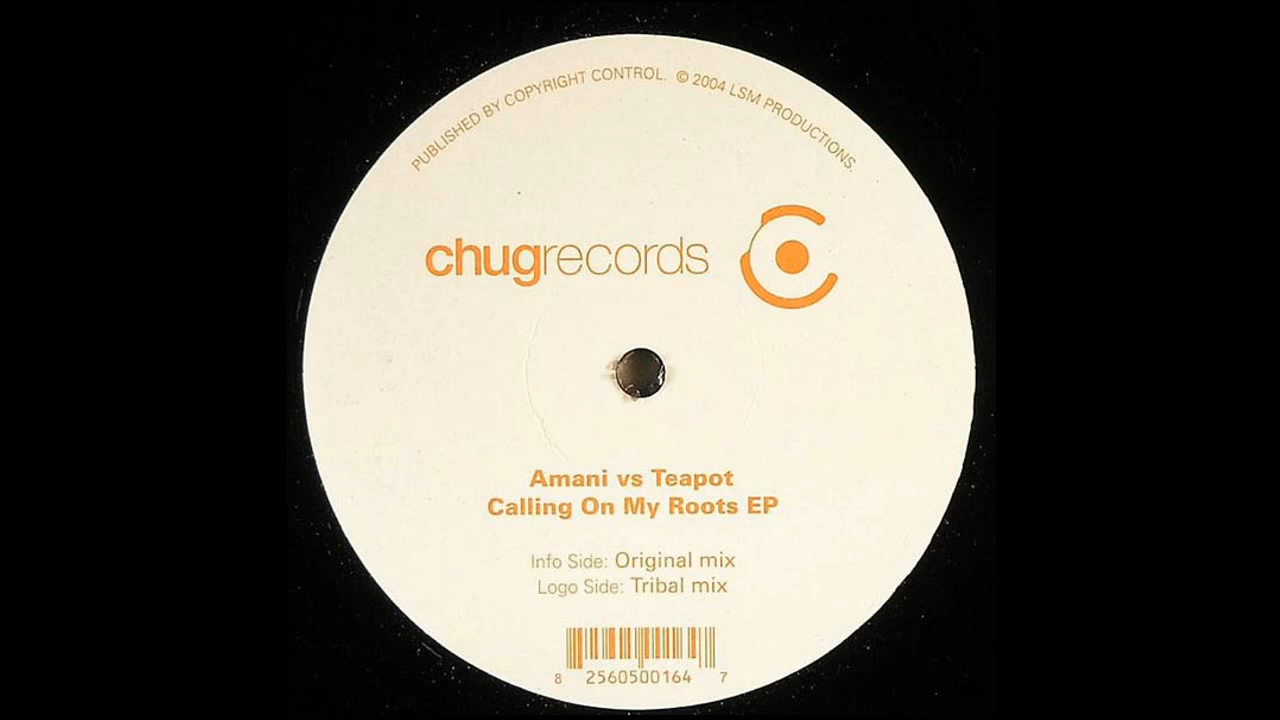 PUBLISHED BY COPYRIGHT CONTROL. © 2004 LSM PRODUCTIONS.
chugrecords
Amani vs Teapot
Calling On My Roots EP
Info Side: Original mix
Logo Side: Tribal mix
8 2560500164 7